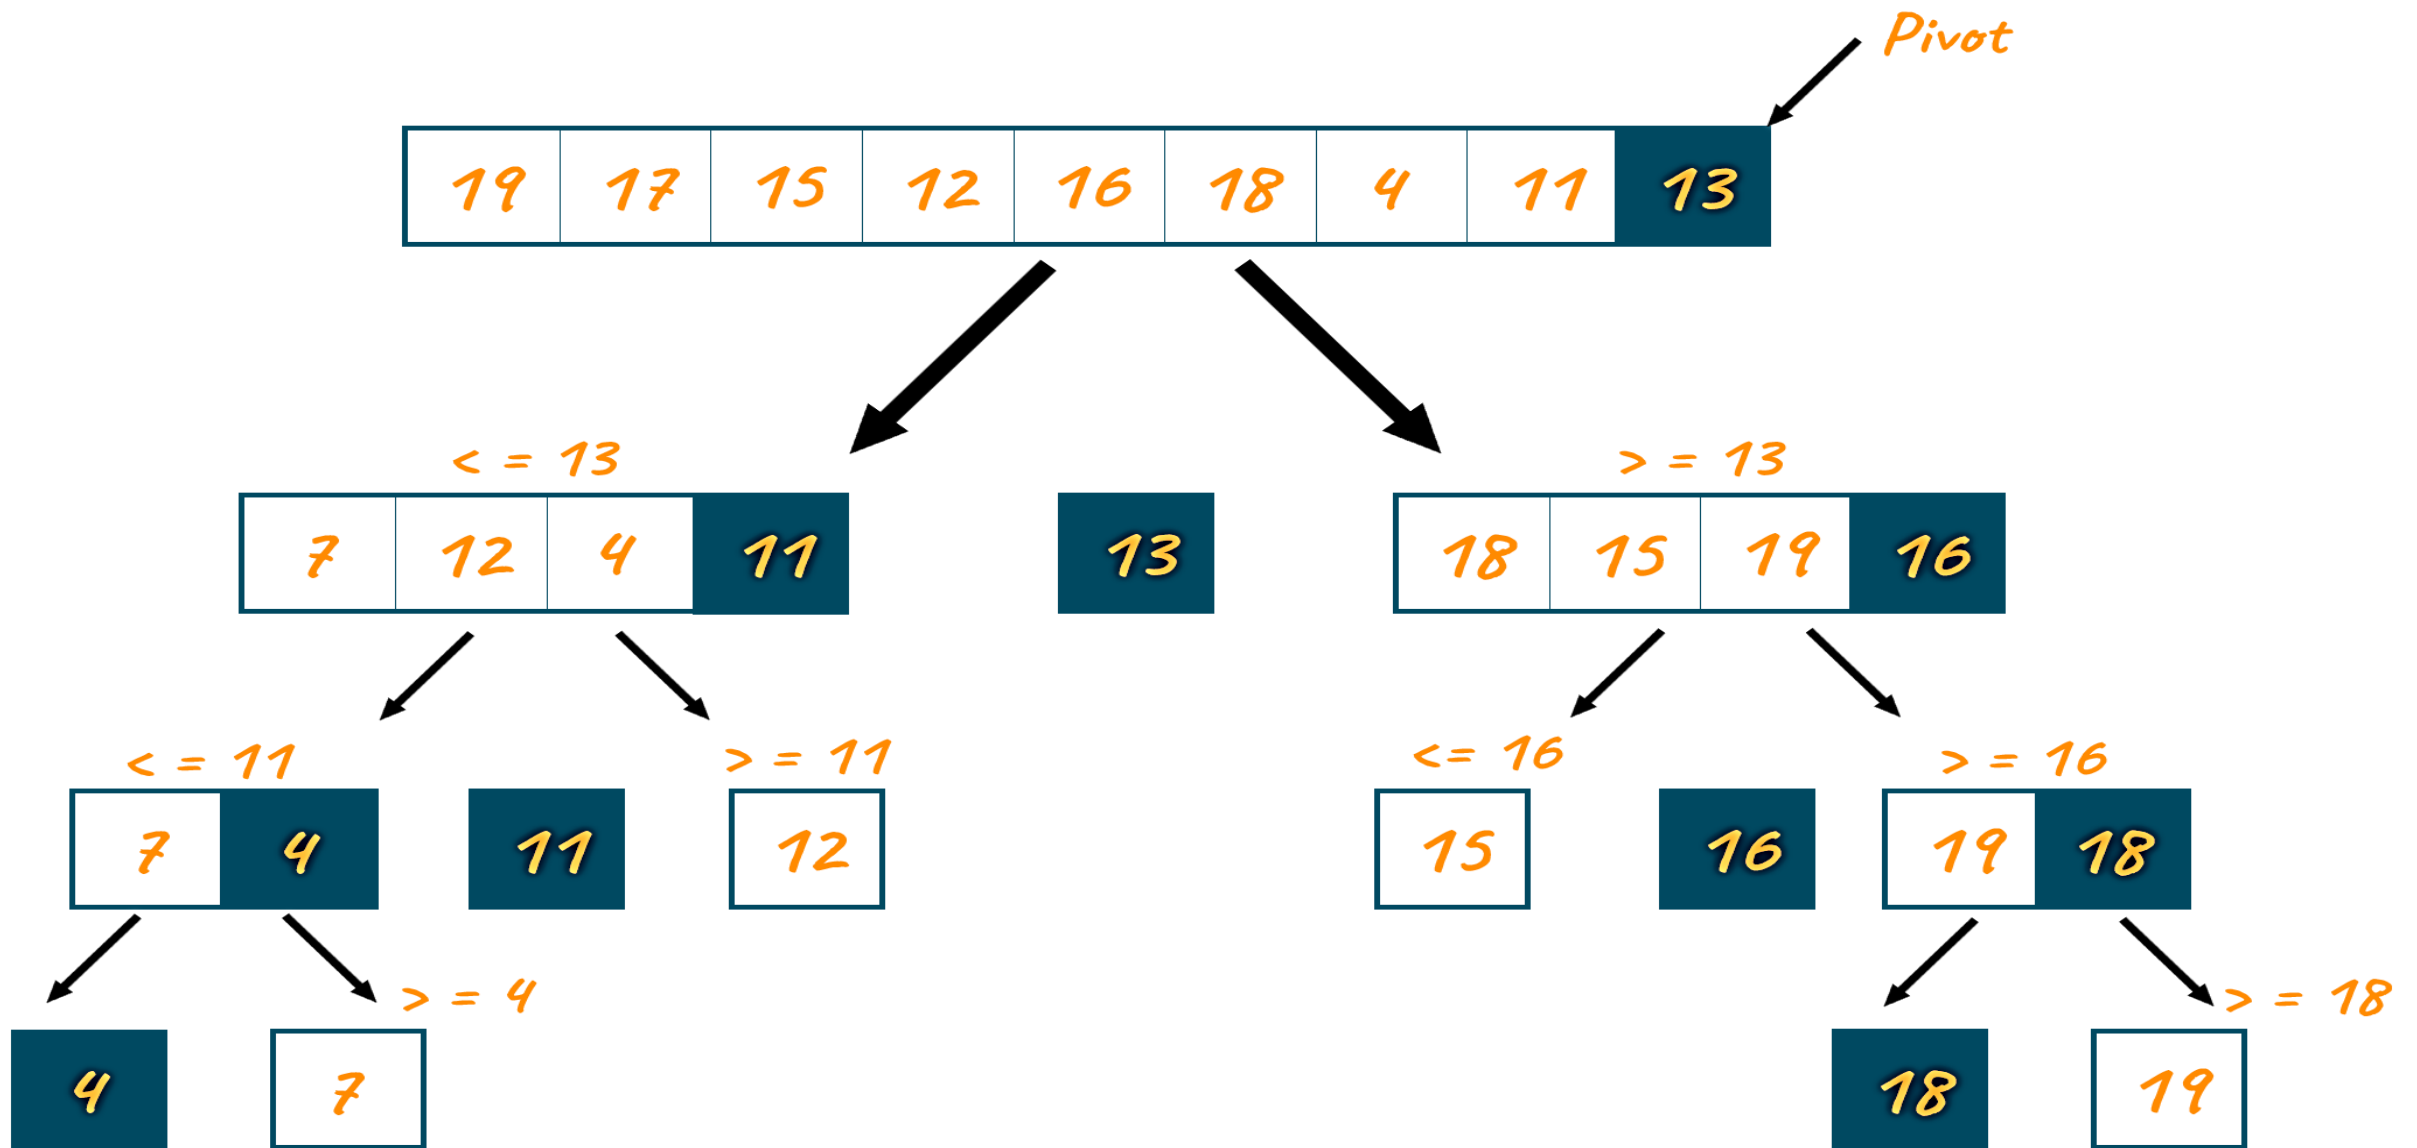 Pivot
19 17 15 12 16 18 4 11 13
< = 13 > = 13
7 12 4 11 13 18 15 19 16
< = 11 > = 11 <= 16 > = 16
7 4 11 12 15 16 19 18
> = 4 > = 18
4 7 18 19